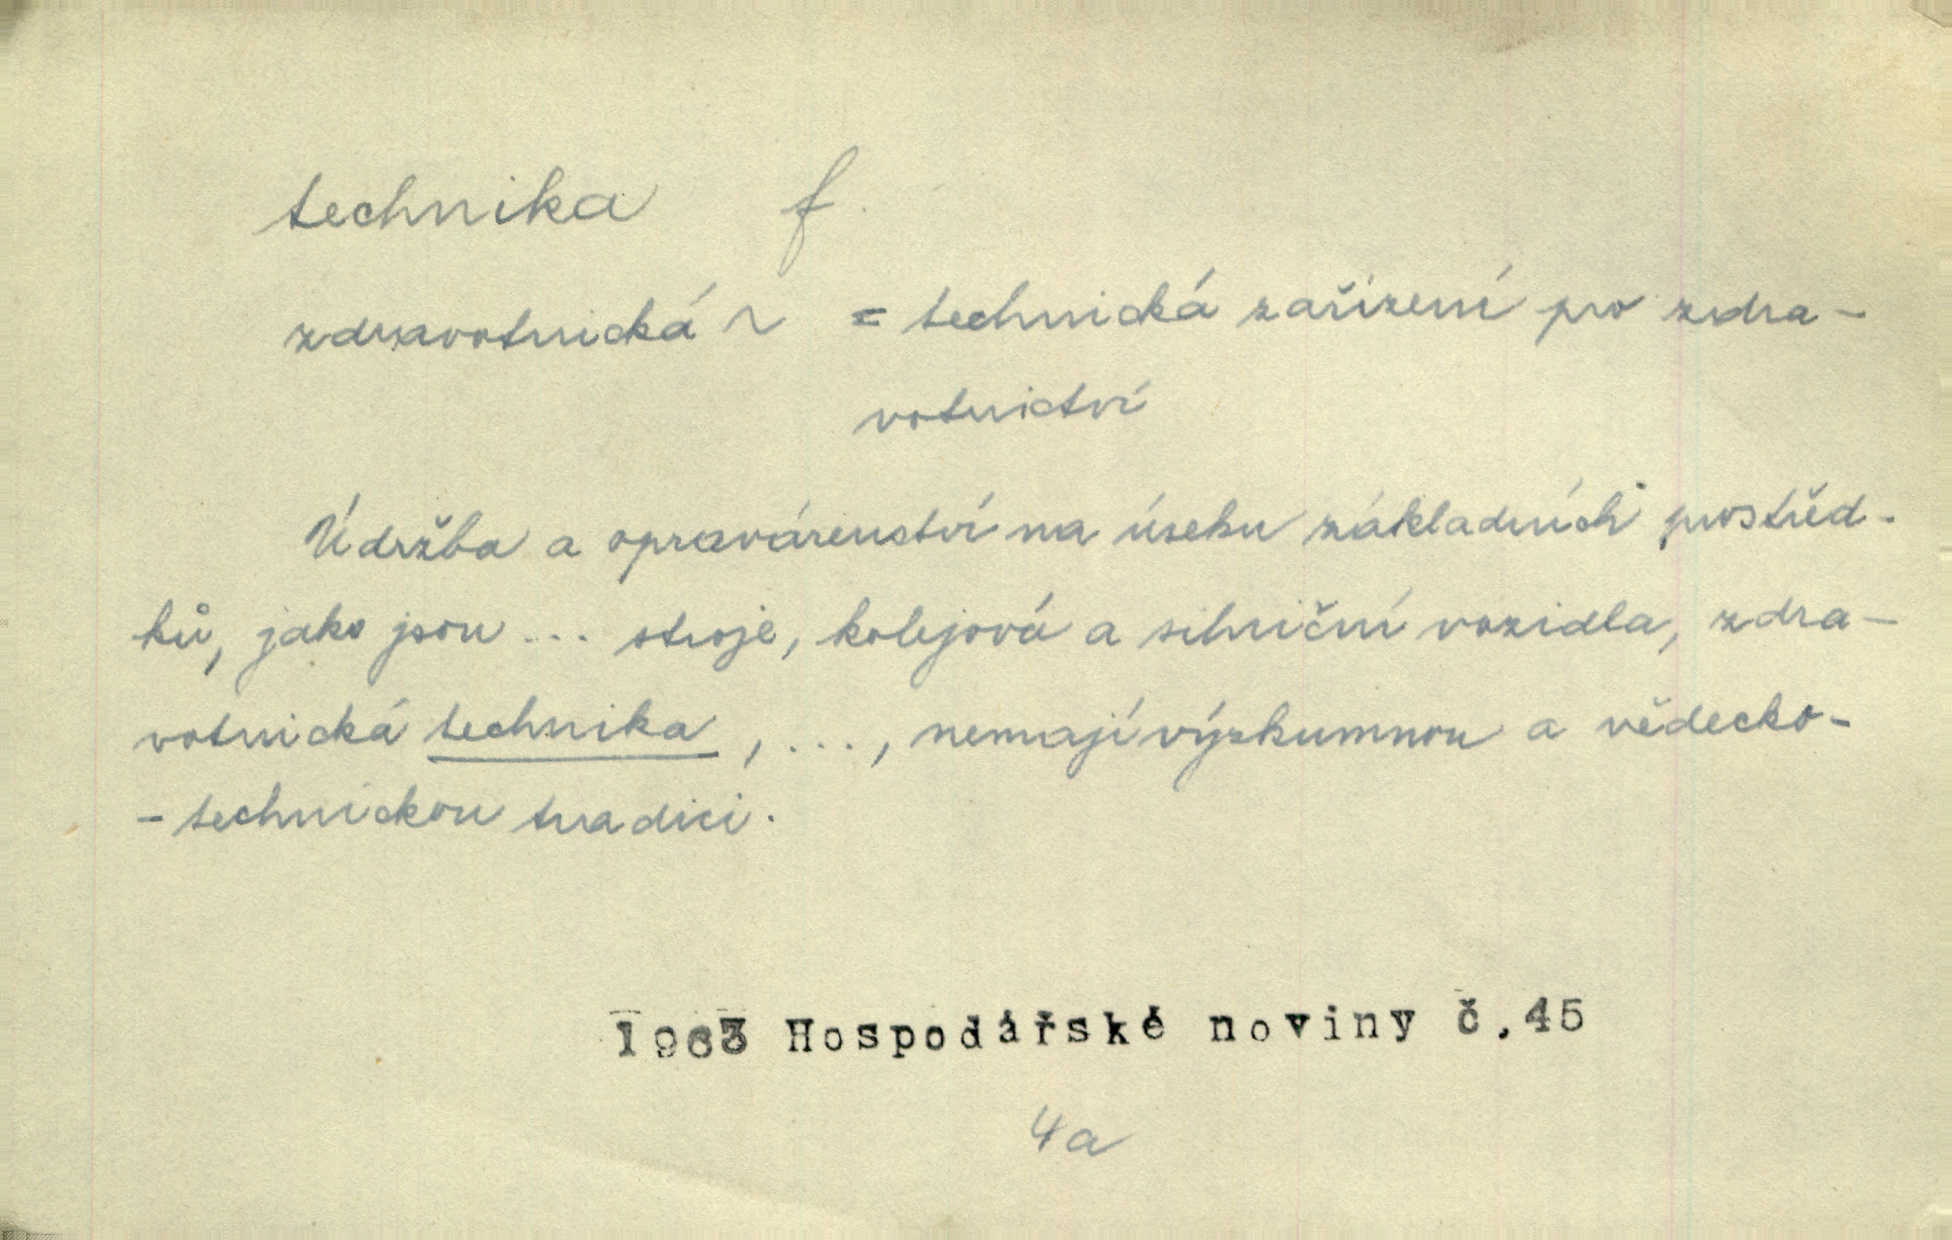 technika f.
zdravotnická ~ = technická zařízení pro zdra-
votnictví
Údržba a opravárenství na úseku základních prostřed-
ků, jako jsou ... stroje, kolejová a silniční vozidla, zdra-
votnická technika, ..., nemají výzkumnou a vědecko-
-technickou tradici.
1963 Hospodářské noviny č.45
4a